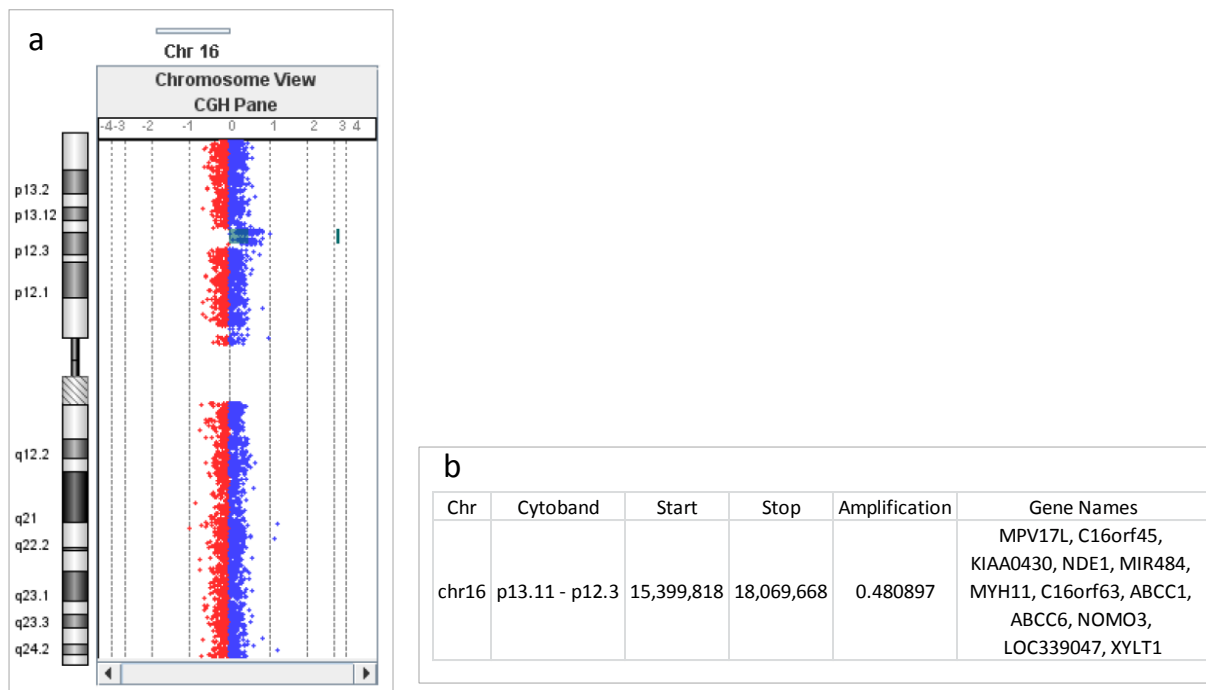 a
Chr 16
Chromosome View
CGH Pane
-4 -3 -2 -1 0 1 2 3 4
p13.2
p13.12
p12.3
p12.1
q12.2
q21
q22.2
q23.1
q23.3
q24.2
b
Chr Cytoband Start Stop Amplification Gene Names
MPV17L, C16orf45,
KIAA0430, NDE1, MIR484,
chr16 p13.11 - p12.3 15,399,818 18,069,668 0.480897 MYH11, C16orf63, ABCC1,
ABCC6, NOMO3,
LOC339047, XYLT1